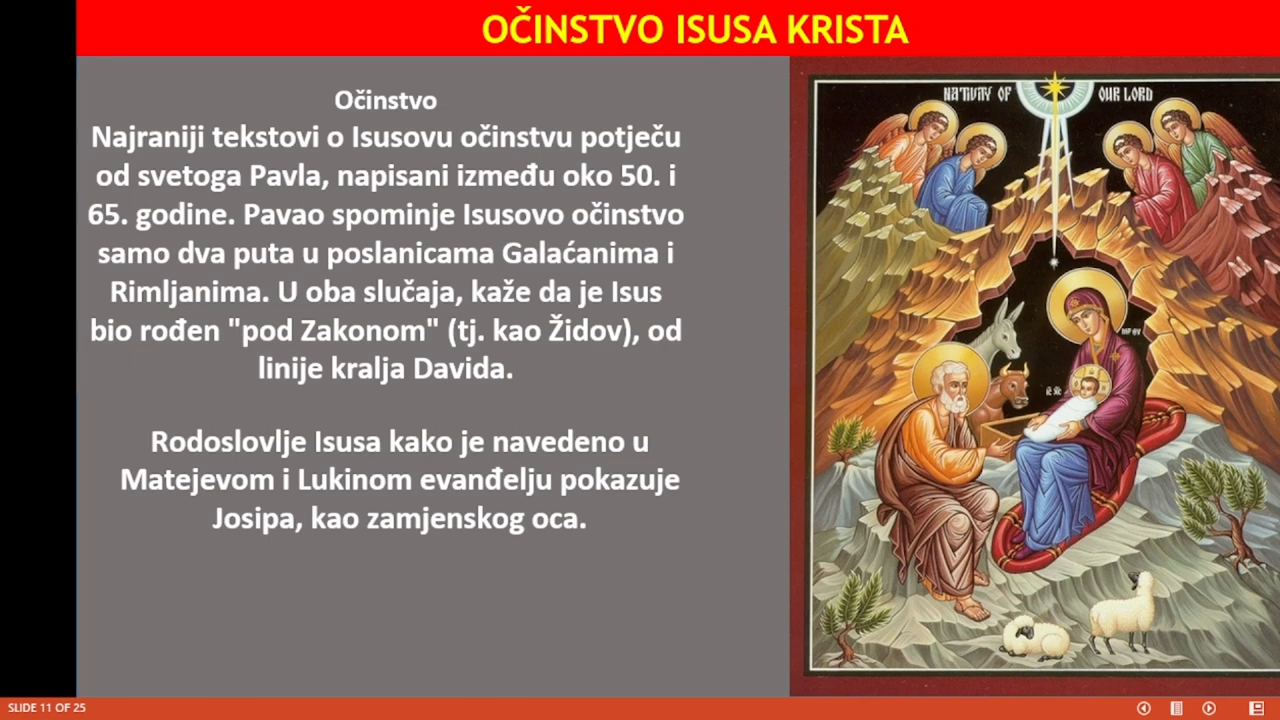 OČINSTVO ISUSA KRISTA
Očinstvo
Najraniji tekstovi o Isusovu očinstvu potječu
od svetoga Pavla, napisani između oko 50. i
65. godine. Pavao spominje Isusovo očinstvo
samo dva puta u poslanicama Galaćanima i
Rimljanima. U oba slučaja, kaže da je Isus
bio rođen "pod Zakonom" (tj. kao Židov), od
linije kralja Davida.
Rodoslovlje Isusa kako je navedeno u
Matejevom i Lukinom evanđelju pokazuje
Josipa, kao zamjenskog oca.
NATIVITY OF OUR LORD
SLIDE 11 OF 25